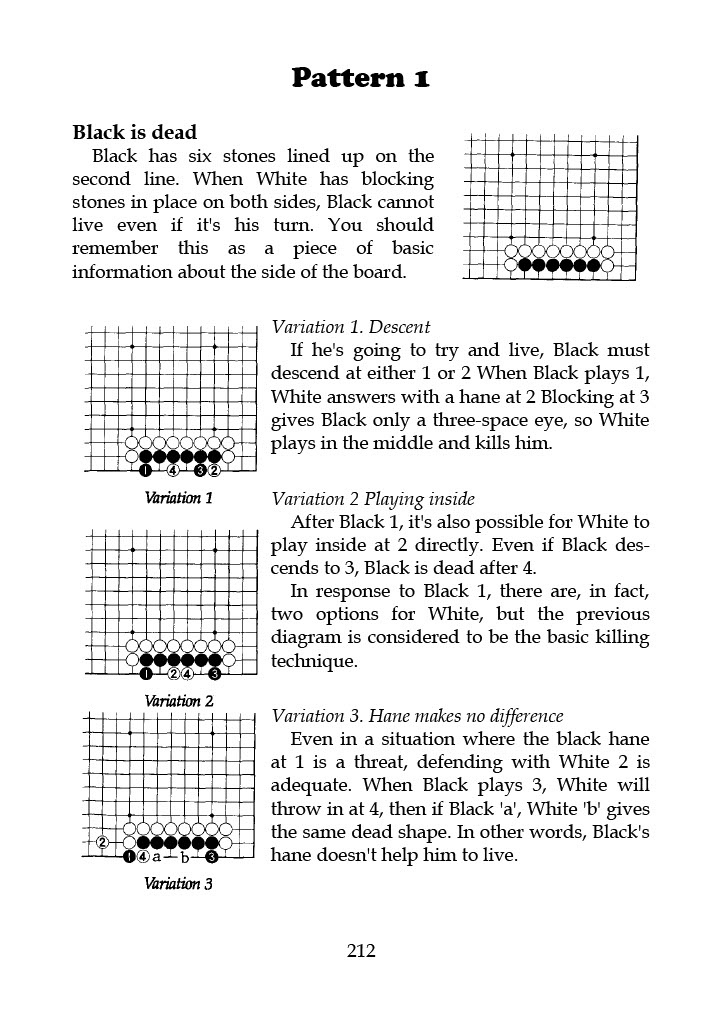 Pattern 1
Black is dead
Black has six stones lined up on the
second line. When White has blocking
stones in place on both sides, Black cannot
live even if it's his turn. You should
remember this as a piece of basic
information about the side of the board.
Variation 1. Descent
If he's going to try and live, Black must
descend at either 1 or 2 When Black plays 1,
White answers with a hane at 2 Blocking at 3
gives Black only a three-space eye, so White
plays in the middle and kills him.
1 4 3 2
Variation 1
Variation 2 Playing inside
After Black 1, it's also possible for White to
play inside at 2 directly. Even if Black des-
cends to 3, Black is dead after 4.
In response to Black 1, there are, in fact,
two options for White, but the previous
diagram is considered to be the basic killing
technique.
1 2 4 3
Variation 2
Variation 3. Hane makes no difference
Even in a situation where the black hane
at 1 is a threat, defending with White 2 is
adequate. When Black plays 3, White will
throw in at 4, then if Black 'a', White 'b' gives
the same dead shape. In other words, Black's
hane doesn't help him to live.
2
1 4 a b 3
Variation 3
212